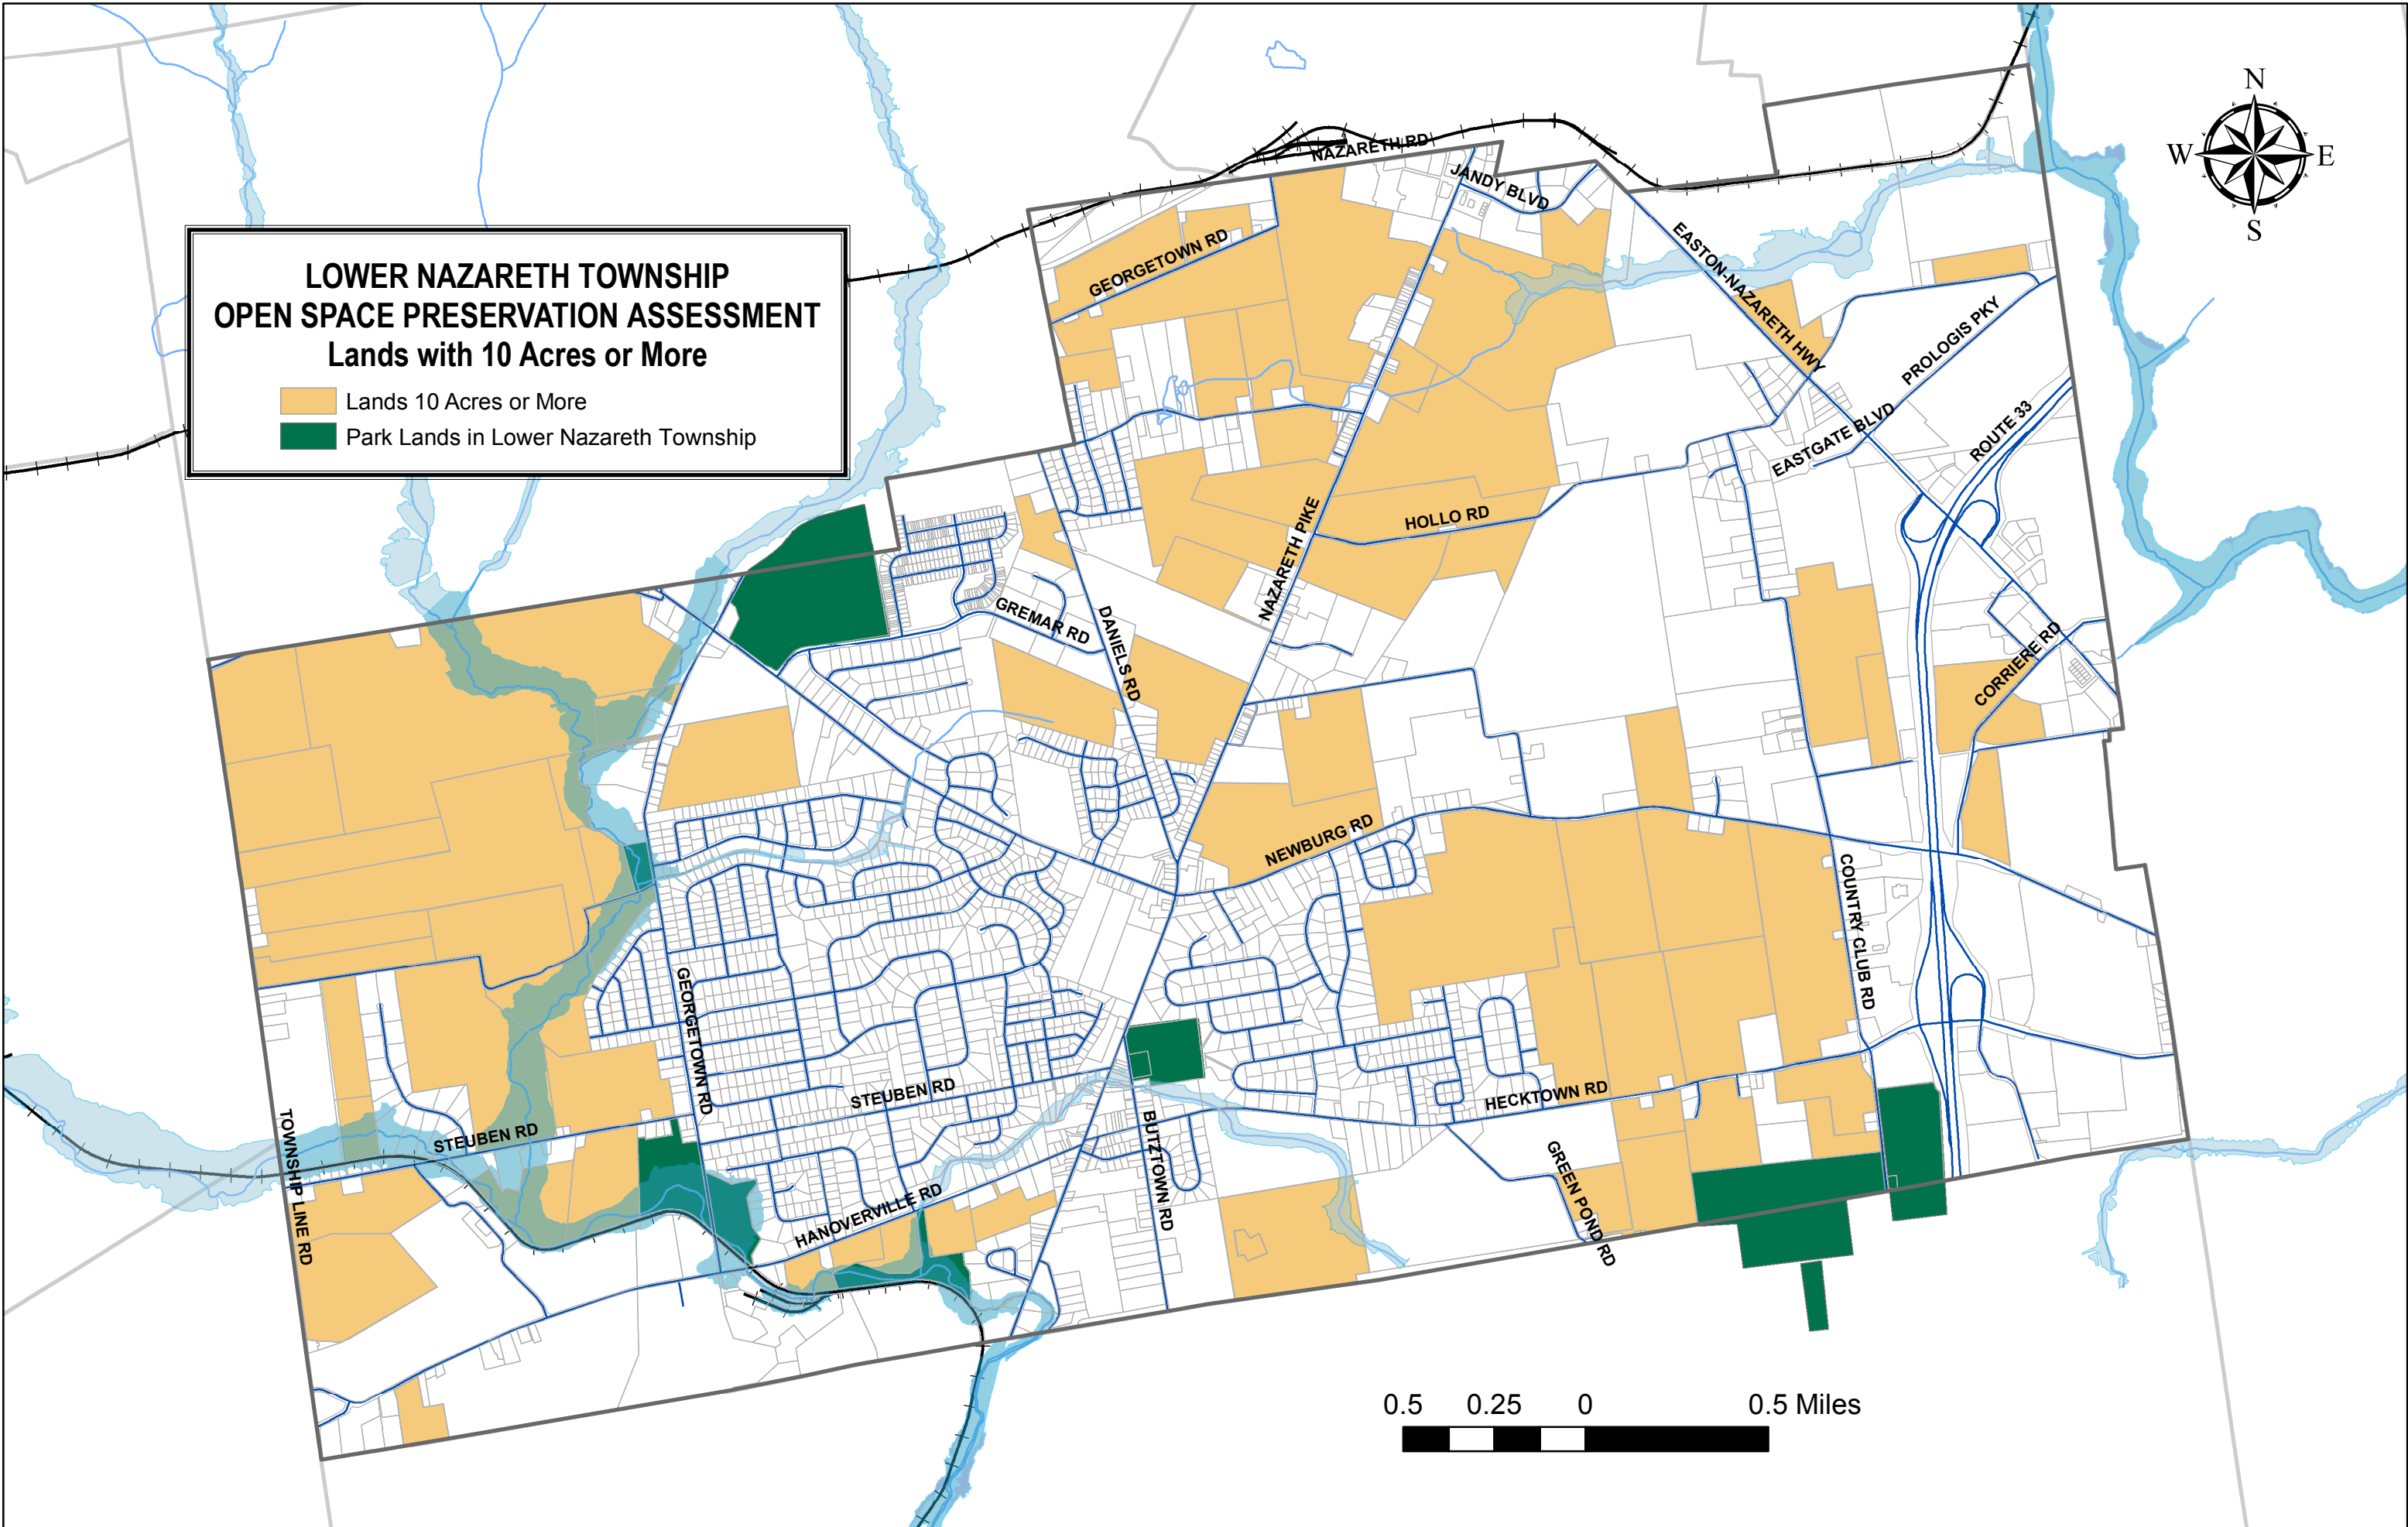 LOWER NAZARETH TOWNSHIP
OPEN SPACE PRESERVATION ASSESSMENT
Lands with 10 Acres or More
Lands 10 Acres or More
Park Lands in Lower Nazareth Township
N
W
E
S
NAZARETH RD
JANDY BLVD
GEORGETOWN RD
EASTON-NAZARETH HWY
PROLOGIS PKY
EASTGATE BLVD
ROUTE 33
HOLLO RD
NAZARETH PIKE
GREMAR RD
DANIELS RD
CORRIERE RD
NEWBURG RD
COUNTRY CLUB RD
GEORGETOWN RD
STEUBEN RD
HECKTOWN RD
STEUBEN RD
TOWNSHIP LINE RD
BUTZTOWN RD
HANOVERVILLE RD
GREEN POND RD
0.5 0.25 0 0.5 Miles